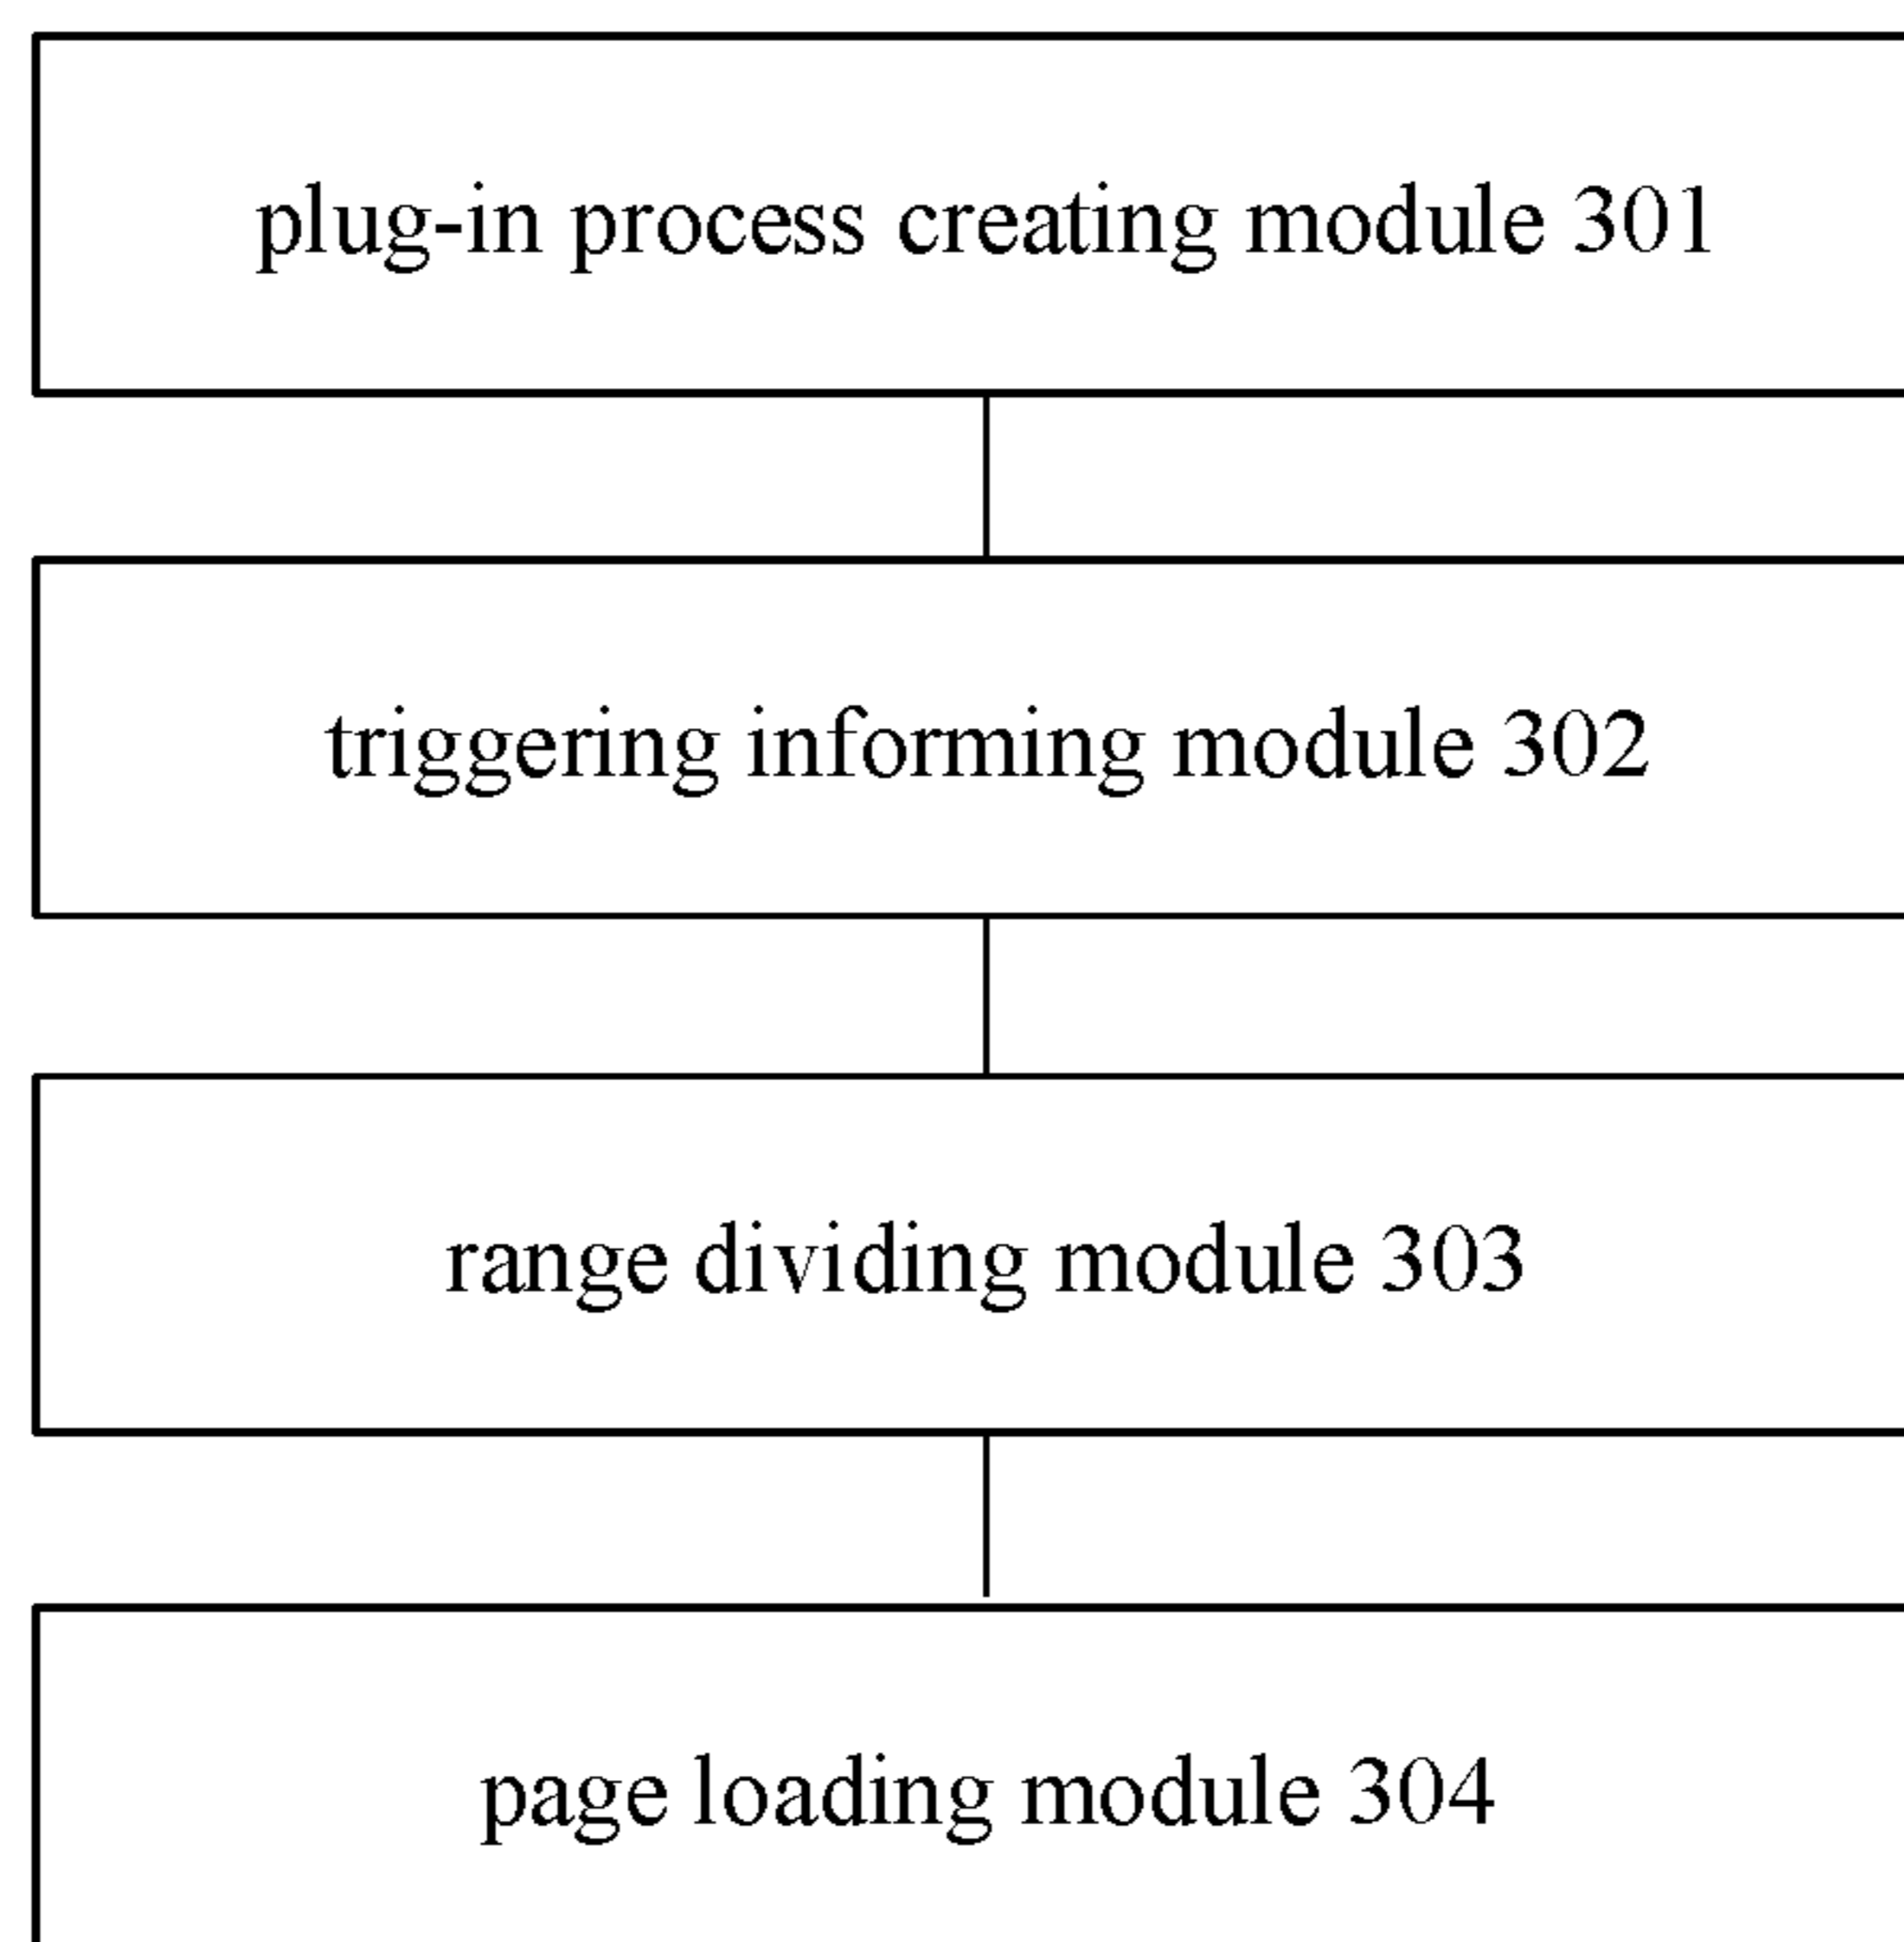 plug-in process creating module 301
triggering informing module 302
range dividing module 303
page loading module 304